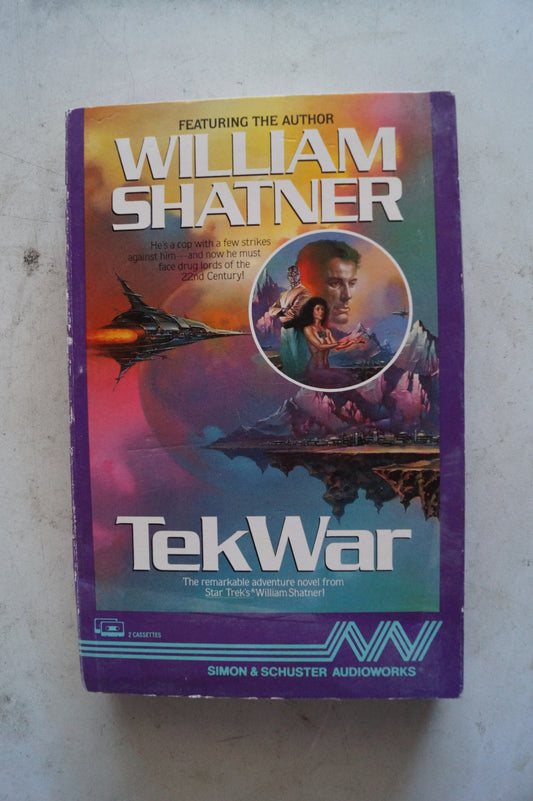 FEATURING THE AUTHOR
WILLIAM
SHATNER
He's a cop with a few strikes
against him—and now he must
face drug lords of the
22nd Century!
TekWar
The remarkable adventure novel from
Star Trek's® William Shatner!
2 CASSETTES
SIMON & SCHUSTER AUDIOWORKS®